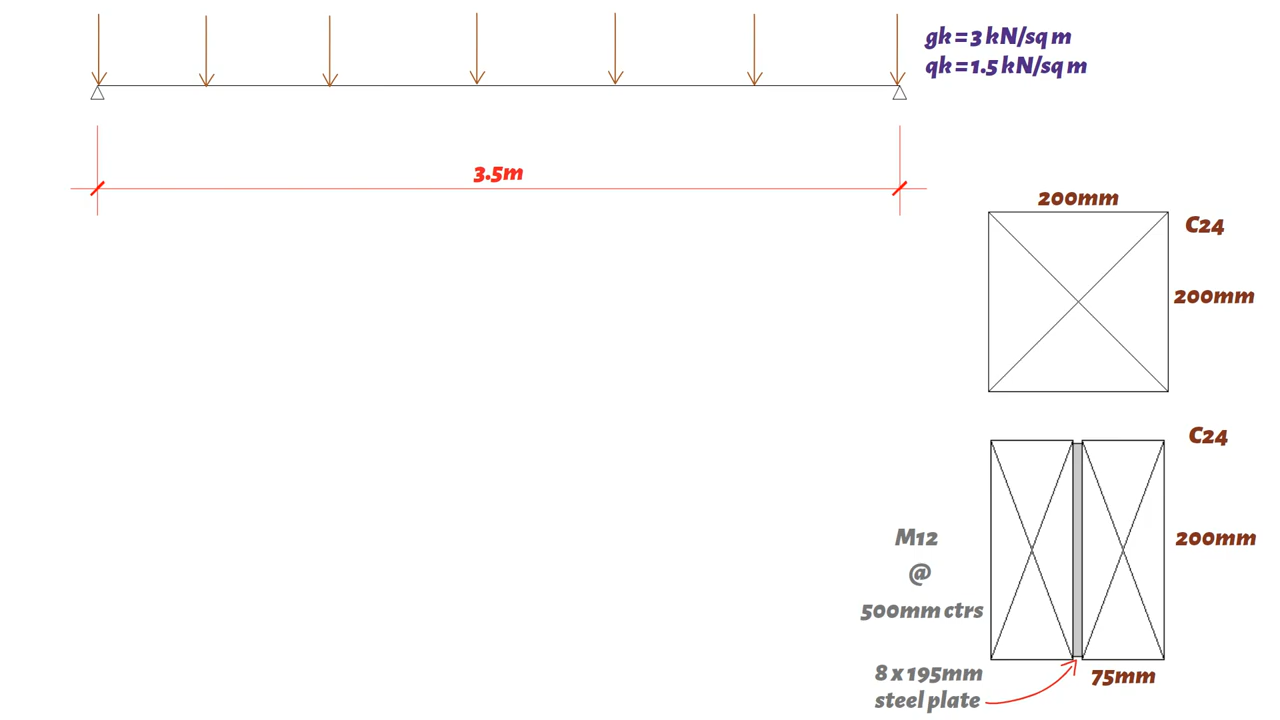 gk = 3 kN/sq m
qk = 1.5 kN/sq m
3.5m
200mm
C24
200mm
C24
M12
@
500mm ctrs
200mm
8 x 195mm
steel plate
75mm